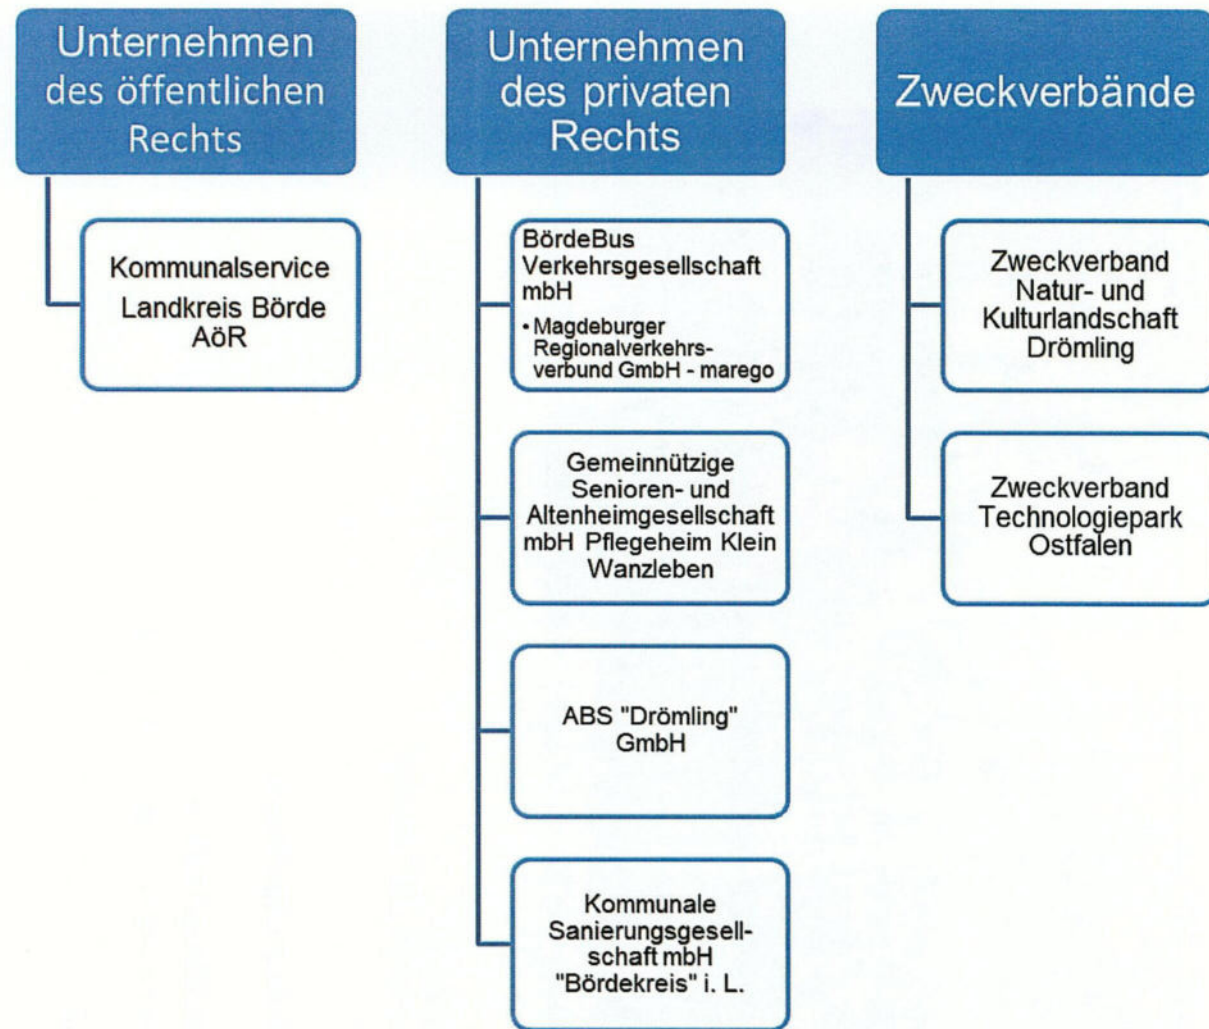 Unternehmen
des öffentlichen
Rechts
Kommunalservice
Landkreis Börde
AöR
Unternehmen
des privaten
Rechts
BördeBus
Verkehrsgesellschaft
mbH
• Magdeburger
Regionalverkehrs-
verbund GmbH - marego
Gemeinnützige
Senioren- und
Altenheimgesellschaft
mbH Pflegeheim Klein
Wanzleben
ABS "Drömling"
GmbH
Kommunale
Sanierungsgesell-
schaft mbH
"Bördekreis" i. L.
Zweckverbände
Zweckverband
Natur- und
Kulturlandschaft
Drömling
Zweckverband
Technologiepark
Ostfalen